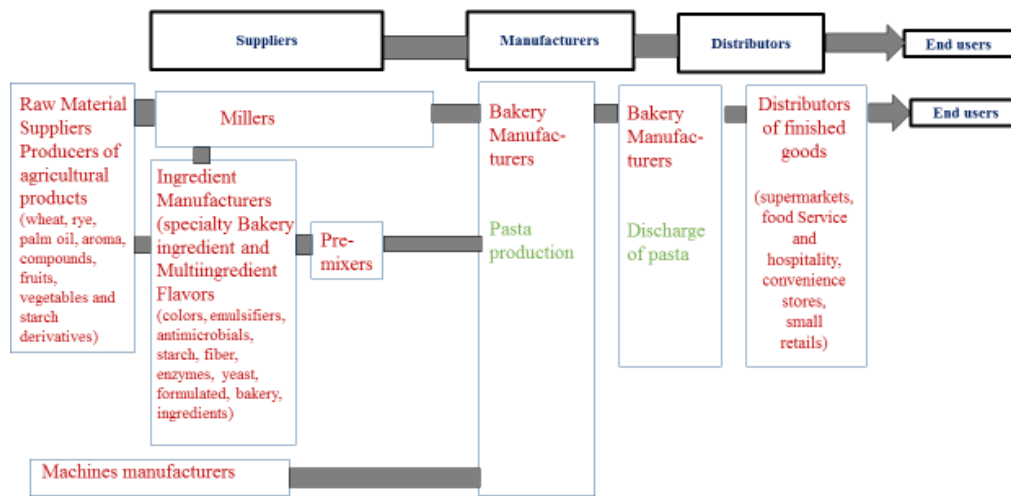 Suppliers
Manufacturers
Distributors
End users
Raw Material
Suppliers
Producers of
agricultural
products
(wheat, rye,
palm oil, aroma,
compounds,
fruits,
vegetables and
starch
derivatives)
Millers
Ingredient
Manufacturers
(specialty Bakery
ingredient and
Multiingredient
Flavors
(colors, emulsifiers,
antimicrobials,
starch, fiber,
enzymes, yeast,
formulated, bakery,
ingredients)
Pre-
mixers
Bakery
Manufac-
turers
Pasta
production
Bakery
Manufac-
turers
Discharge
of pasta
Distributors
of finished
goods
(supermarkets,
food Service
and
hospitality,
convenience
stores,
small
retails)
End users
Machines manufacturers